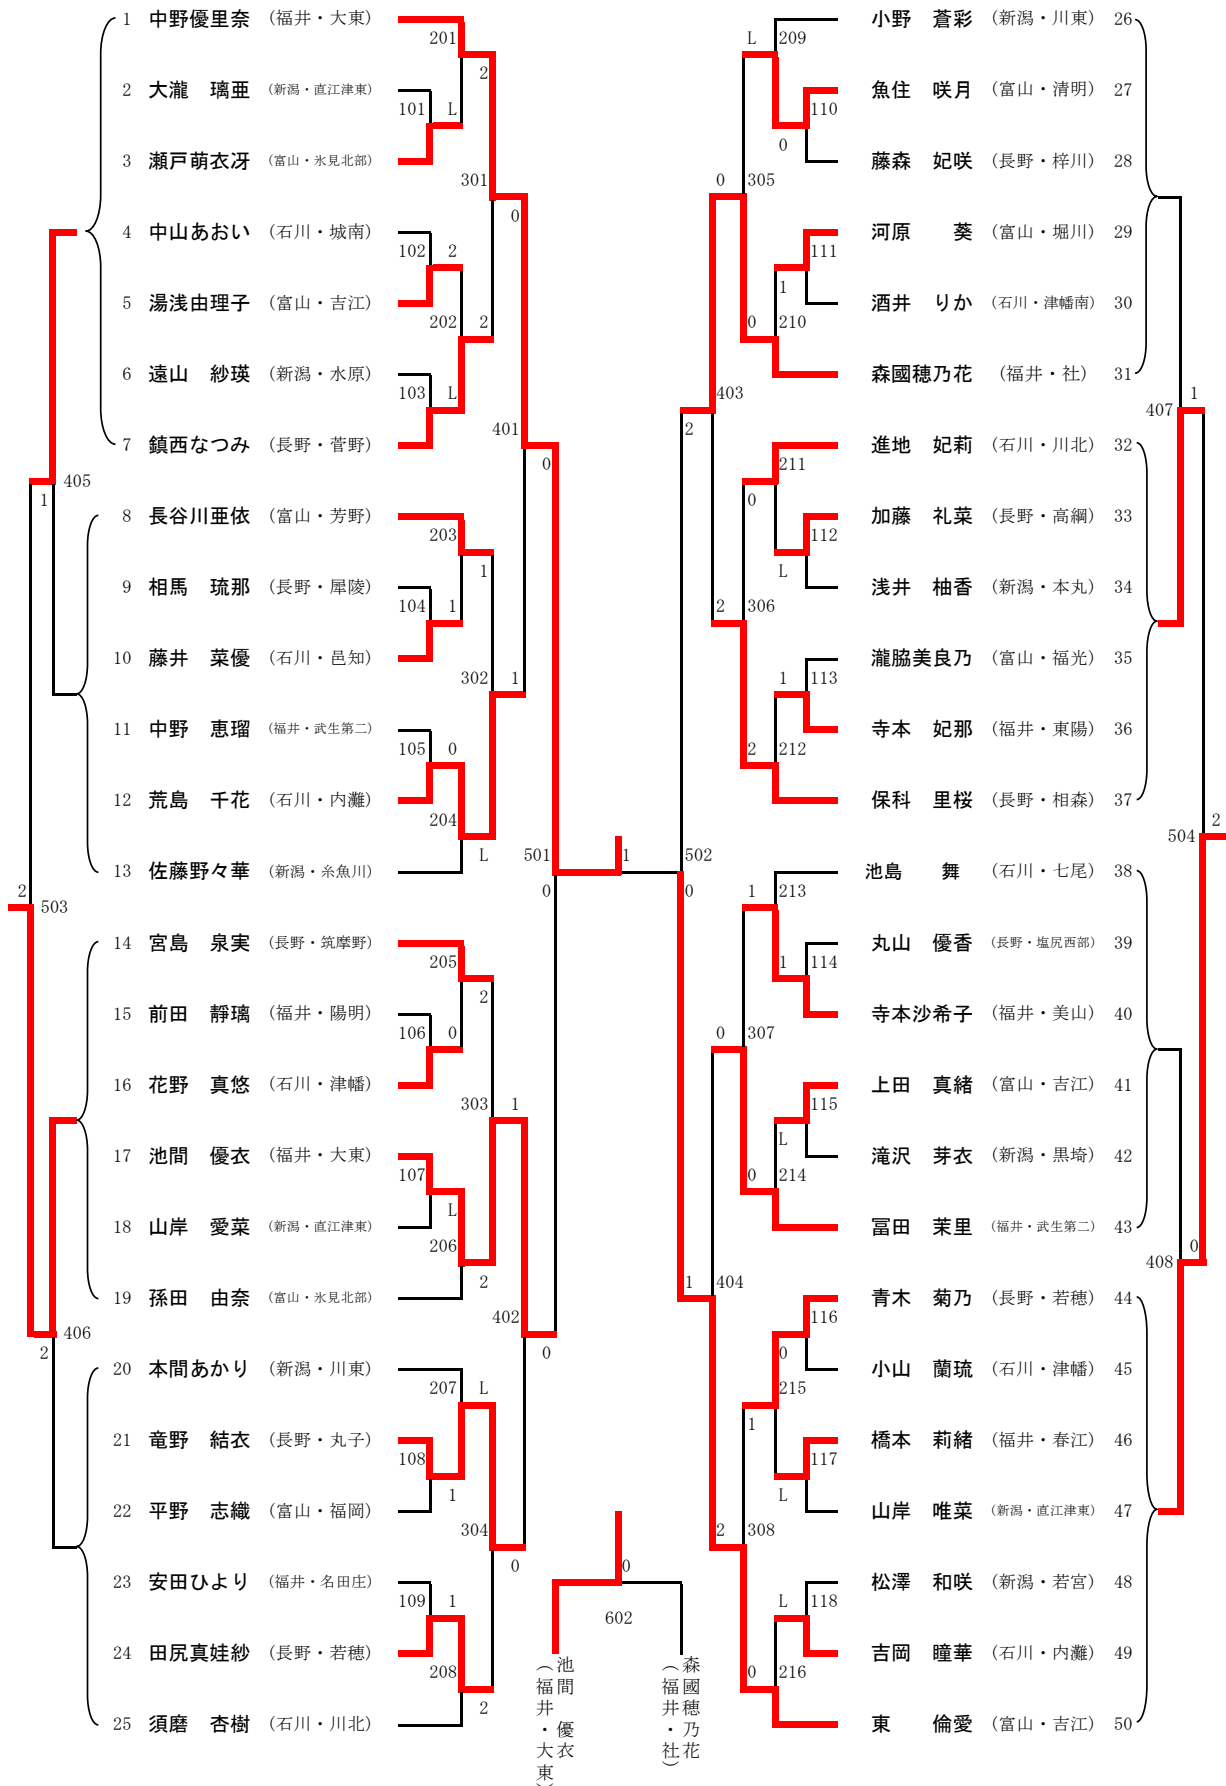 1 中野優里奈 (福井・大東)
2 大瀧 璃亜 (新潟・直江津東)
3 瀬戸萌衣冴 (富山・氷見北部)
4 中山あおい (石川・城南)
5 湯浅由理子 (富山・吉江)
6 遠山 紗瑛 (新潟・水原)
7 鎮西なつみ (長野・菅野)
8 長谷川亜依 (富山・芳野)
9 相馬 琉那 (長野・犀陵)
10 藤井 菜優 (石川・邑知)
11 中野 恵瑠 (福井・武生第二)
12 荒島 千花 (石川・内灘)
13 佐藤野々華 (新潟・糸魚川)
14 宮島 泉実 (長野・筑摩野)
15 前田 靜璃 (福井・陽明)
16 花野 真悠 (石川・津幡)
17 池間 優衣 (福井・大東)
18 山岸 愛菜 (新潟・直江津東)
19 孫田 由奈 (富山・氷見北部)
20 本間あかり (新潟・川東)
21 竜野 結衣 (長野・丸子)
22 平野 志織 (富山・福岡)
23 安田ひより (福井・名田庄)
24 田尻真娃紗 (長野・若穂)
25 須磨 杏樹 (石川・川北)
201
2
101 L
301
0
102 2
202 2
103 L
401
0
405
1
203
1
104 1
302 1
105 0
204
L
501
0
1
2
503
205
2
106 0
303 1
107
L
206
2
402
0
406
2
207 L
108
1
304
0
109 1
208
2
小野 蒼彩 (新潟・川東) 26
魚住 咲月 (富山・清明) 27
藤森 妃咲 (長野・梓川) 28
河原 葵 (富山・堀川) 29
酒井 りか (石川・津幡南) 30
森國穂乃花 (福井・社) 31
進地 妃莉 (石川・川北) 32
加藤 礼菜 (長野・高綱) 33
浅井 柚香 (新潟・本丸) 34
瀧脇美良乃 (富山・福光) 35
寺本 妃那 (福井・東陽) 36
保科 里桜 (長野・相森) 37
池島 舞 (石川・七尾) 38
丸山 優香 (長野・塩尻西部) 39
寺本沙希子 (福井・美山) 40
上田 真緒 (富山・吉江) 41
滝沢 芽衣 (新潟・黒埼) 42
冨田 茉里 (福井・武生第二) 43
青木 菊乃 (長野・若穂) 44
小山 蘭琉 (石川・津幡) 45
橋本 莉緒 (福井・春江) 46
山岸 唯菜 (新潟・直江津東) 47
松澤 和咲 (新潟・若宮) 48
吉岡 瞳華 (石川・内灘) 49
東 倫愛 (富山・吉江) 50
L 209
110
0
0 305
111
1
0 210
403
2
407 1
211
0
112
L
2 306
1 113
2 212
502
0
504 2
1 213
1 114
0 307
115
L
0 214
1 404
408 0
116
0
215
1
117
L
2 308
L 118
0 216
0
602
池間 優衣
(福井・大東)
森國穂乃花
(福井・社)